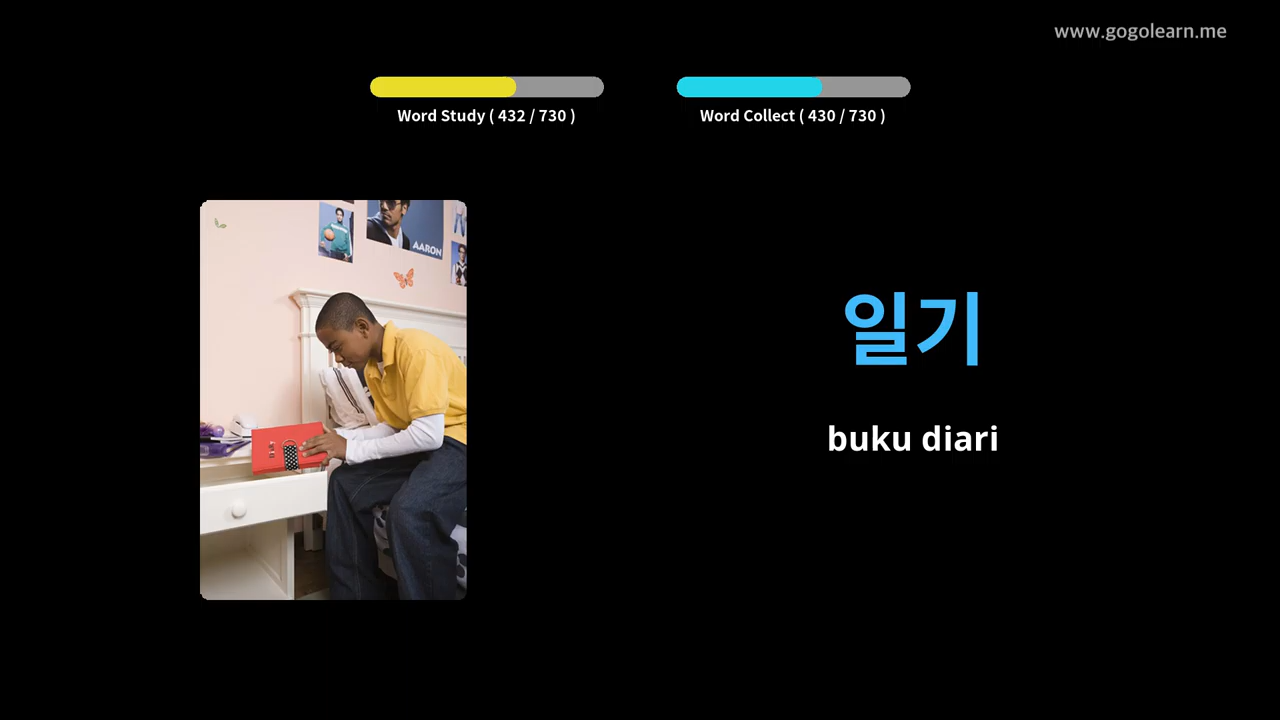 www.gogolearn.me
Word Study ( 432 / 730 )
Word Collect ( 430 / 730 )
AARON
일기
buku diari